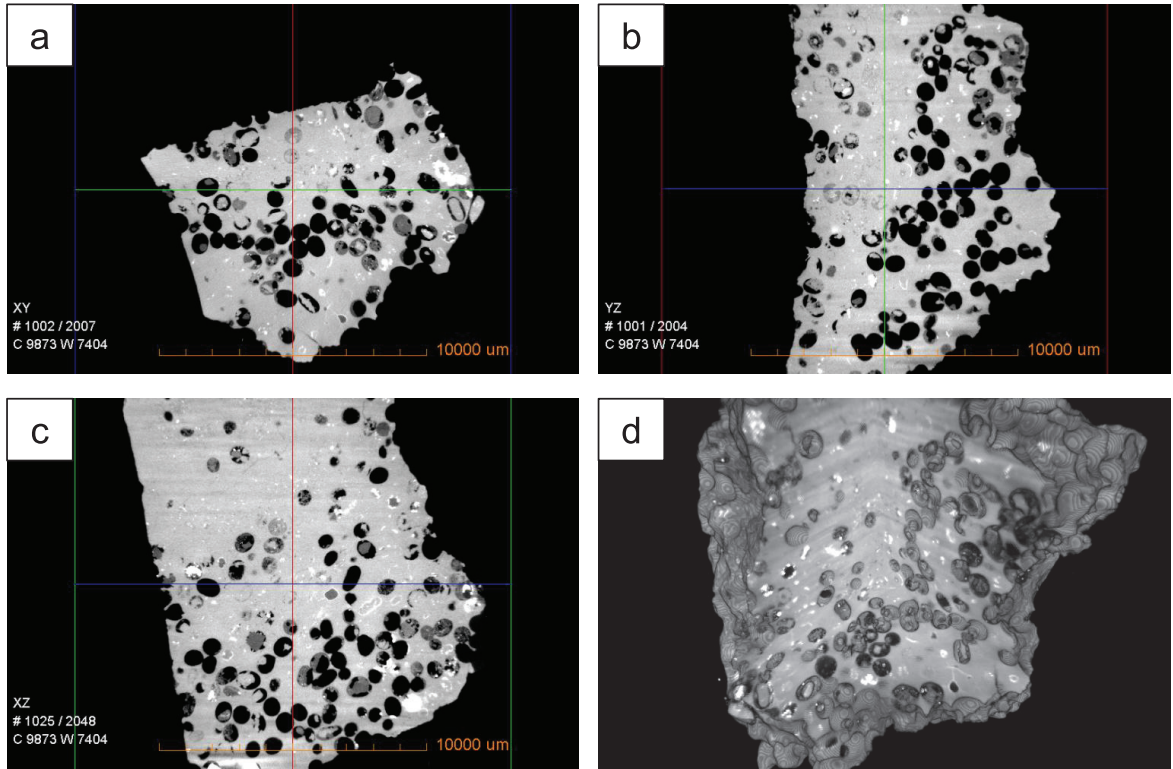 a
XY
# 1002 / 2007
C 9873 W 7404
10000 um
b
YZ
# 1001 / 2004
C 9873 W 7404
10000 um
c
XZ
# 1025 / 2048
C 9873 W 7404
10000 um
d